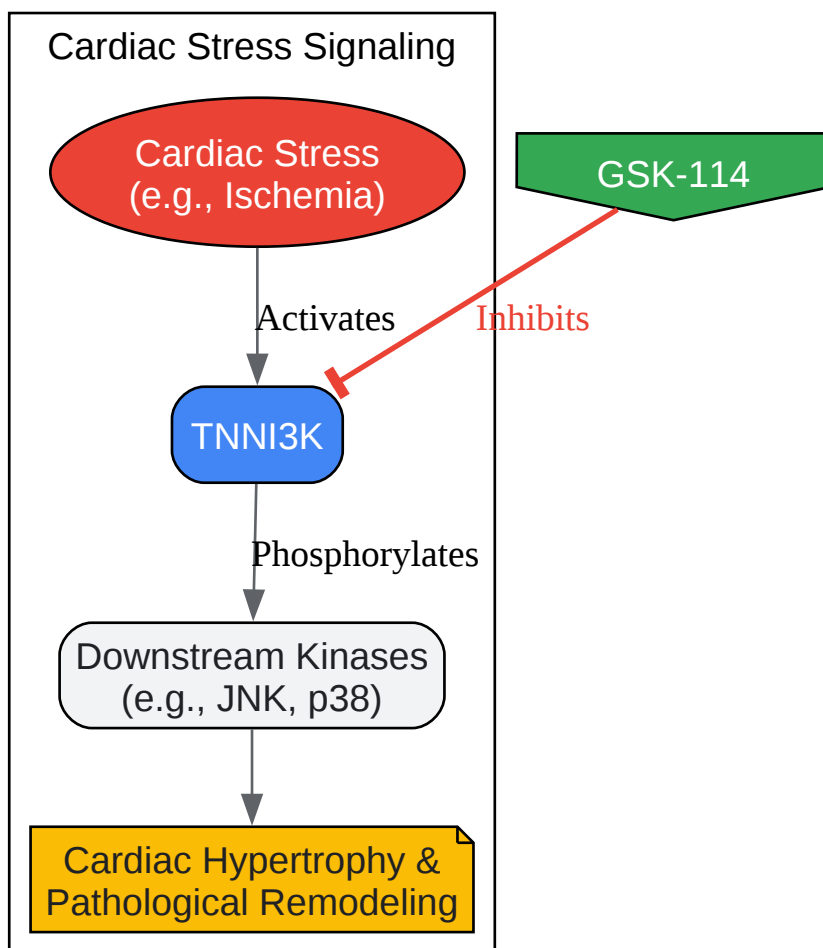 Cardiac Stress Signaling
Cardiac Stress
(e.g., Ischemia)
GSK-114
Activates
Inhibits
TNNI3K
Phosphorylates
Downstream Kinases
(e.g., JNK, p38)
Cardiac Hypertrophy &
Pathological Remodeling